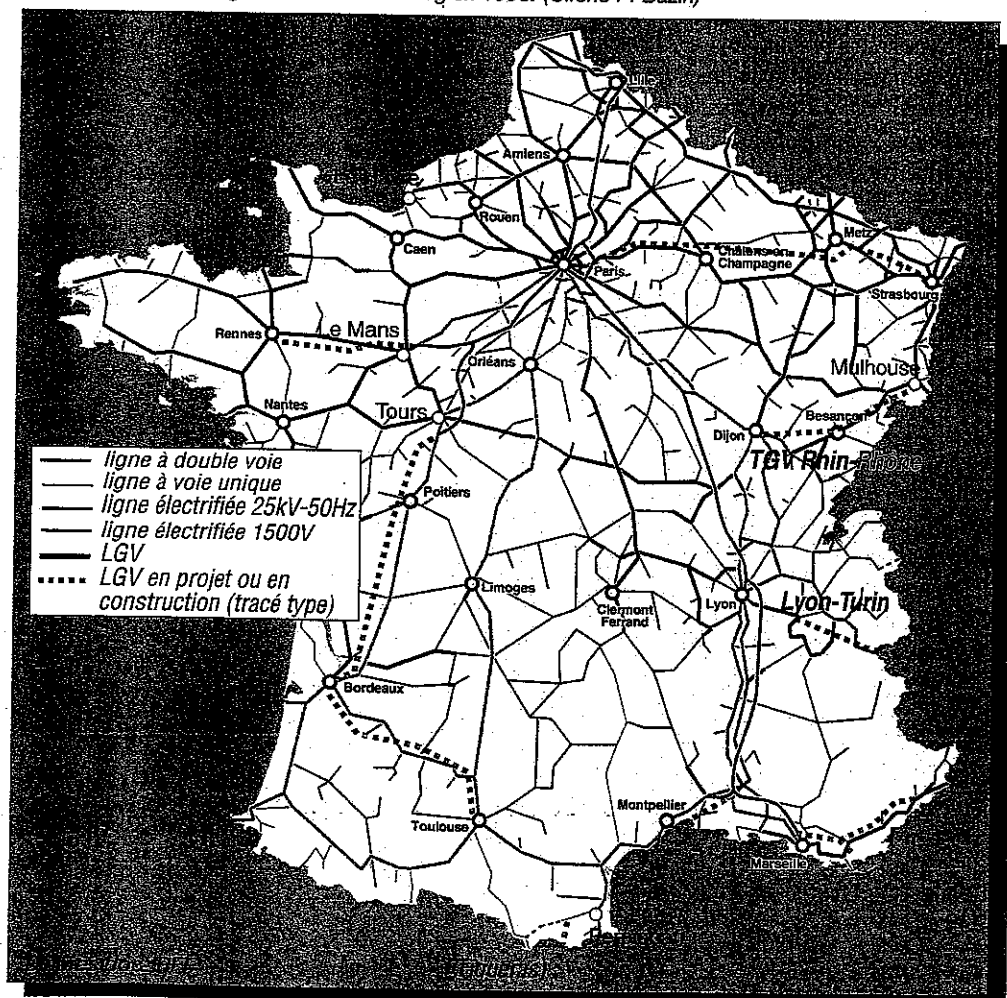 Lille
Amiens
Rouen
Caen
Metz
Châlons en
Champagne
Paris
Strasbourg
Rennes
Le Mans
Orléans
Mulhouse
Nantes
Tours
Besançon
Dijon
TGV Rhin-Rhône
ligne à double voie
ligne à voie unique
ligne électrifiée 25kV-50Hz
ligne électrifiée 1500V
LGV
LGV en projet ou en
construction (tracé type)
Poitiers
Limoges
Clermont
Ferrand
Lyon
Lyon-Turin
Bordeaux
Montpellier
Toulouse
Marseille